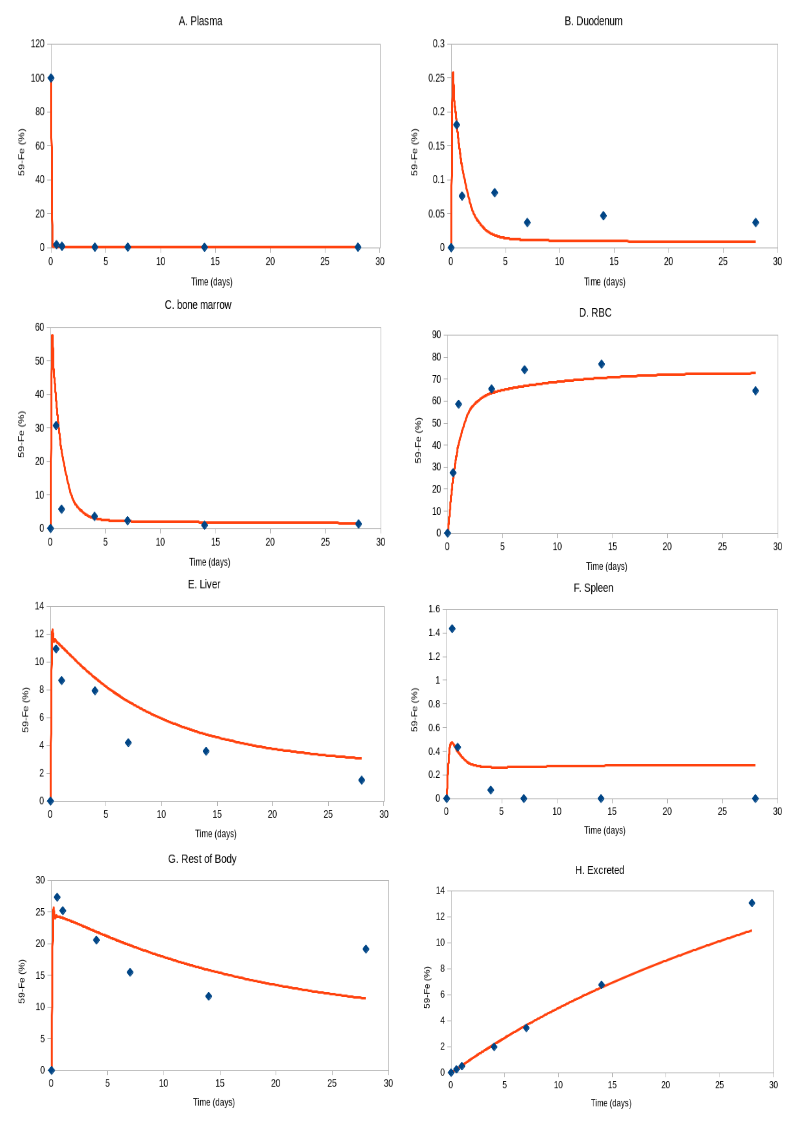 A. Plasma
120
100
80
60
40
20
0
59-Fe (%)
0 5 10 15 20 25 30
Time (days)
B. Duodenum
0.3
0.25
0.2
0.15
0.1
0.05
0
59-Fe (%)
0 5 10 15 20 25 30
Time (days)
C. bone marrow
60
50
40
30
20
10
0
59-Fe (%)
0 5 10 15 20 25 30
Time (days)
D. RBC
90
80
70
60
50
40
30
20
10
0
59-Fe (%)
0 5 10 15 20 25 30
Time (days)
E. Liver
14
12
10
8
6
4
2
0
59-Fe (%)
0 5 10 15 20 25 30
Time (days)
F. Spleen
1.6
1.4
1.2
1
0.8
0.6
0.4
0.2
0
59-Fe (%)
0 5 10 15 20 25 30
Time (days)
G. Rest of Body
30
25
20
15
10
5
0
59-Fe (%)
0 5 10 15 20 25 30
Time (days)
H. Excreted
14
12
10
8
6
4
2
0
59-Fe (%)
0 5 10 15 20 25 30
Time (days)